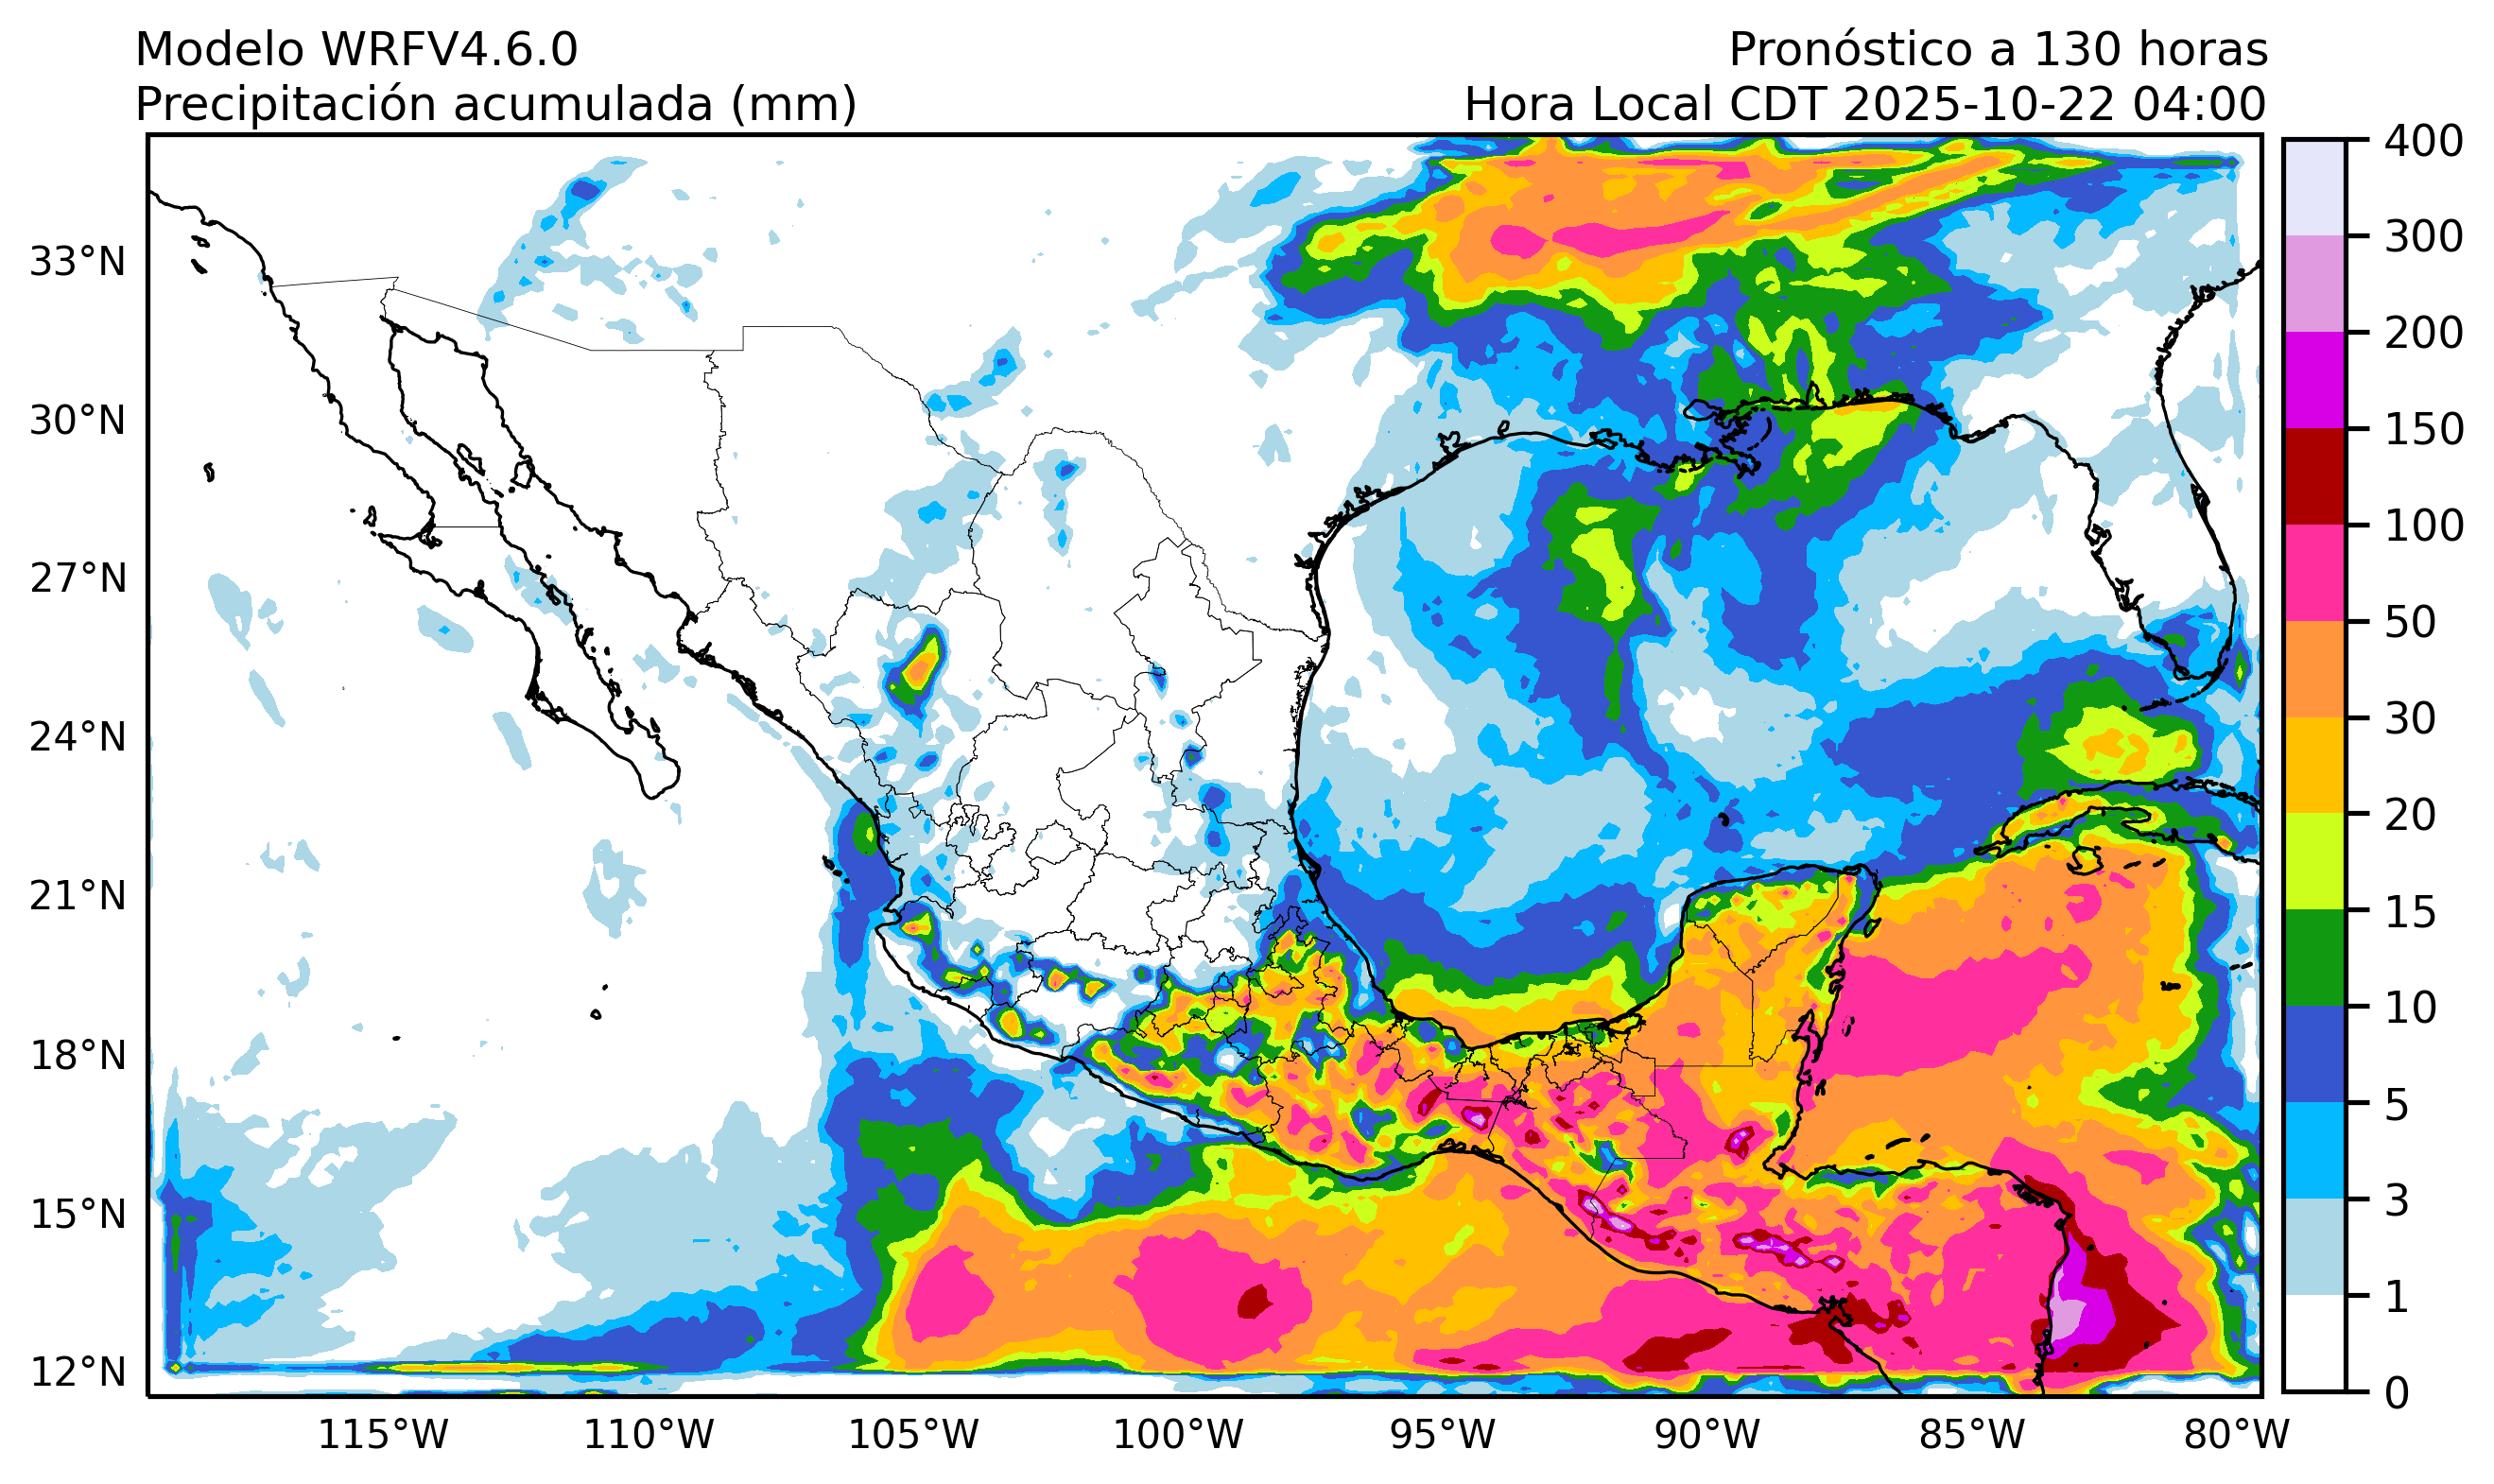 Modelo WRFV4.6.0
Pronóstico a 130 horas
Precipitación acumulada (mm)
Hora Local CDT 2025-10-22 04:00
33°N
30°N
27°N
24°N
21°N
18°N
15°N
12°N
115°W
110°W
105°W
100°W
95°W
90°W
85°W
80°W
400
300
200
150
100
50
30
20
15
10
5
3
1
0